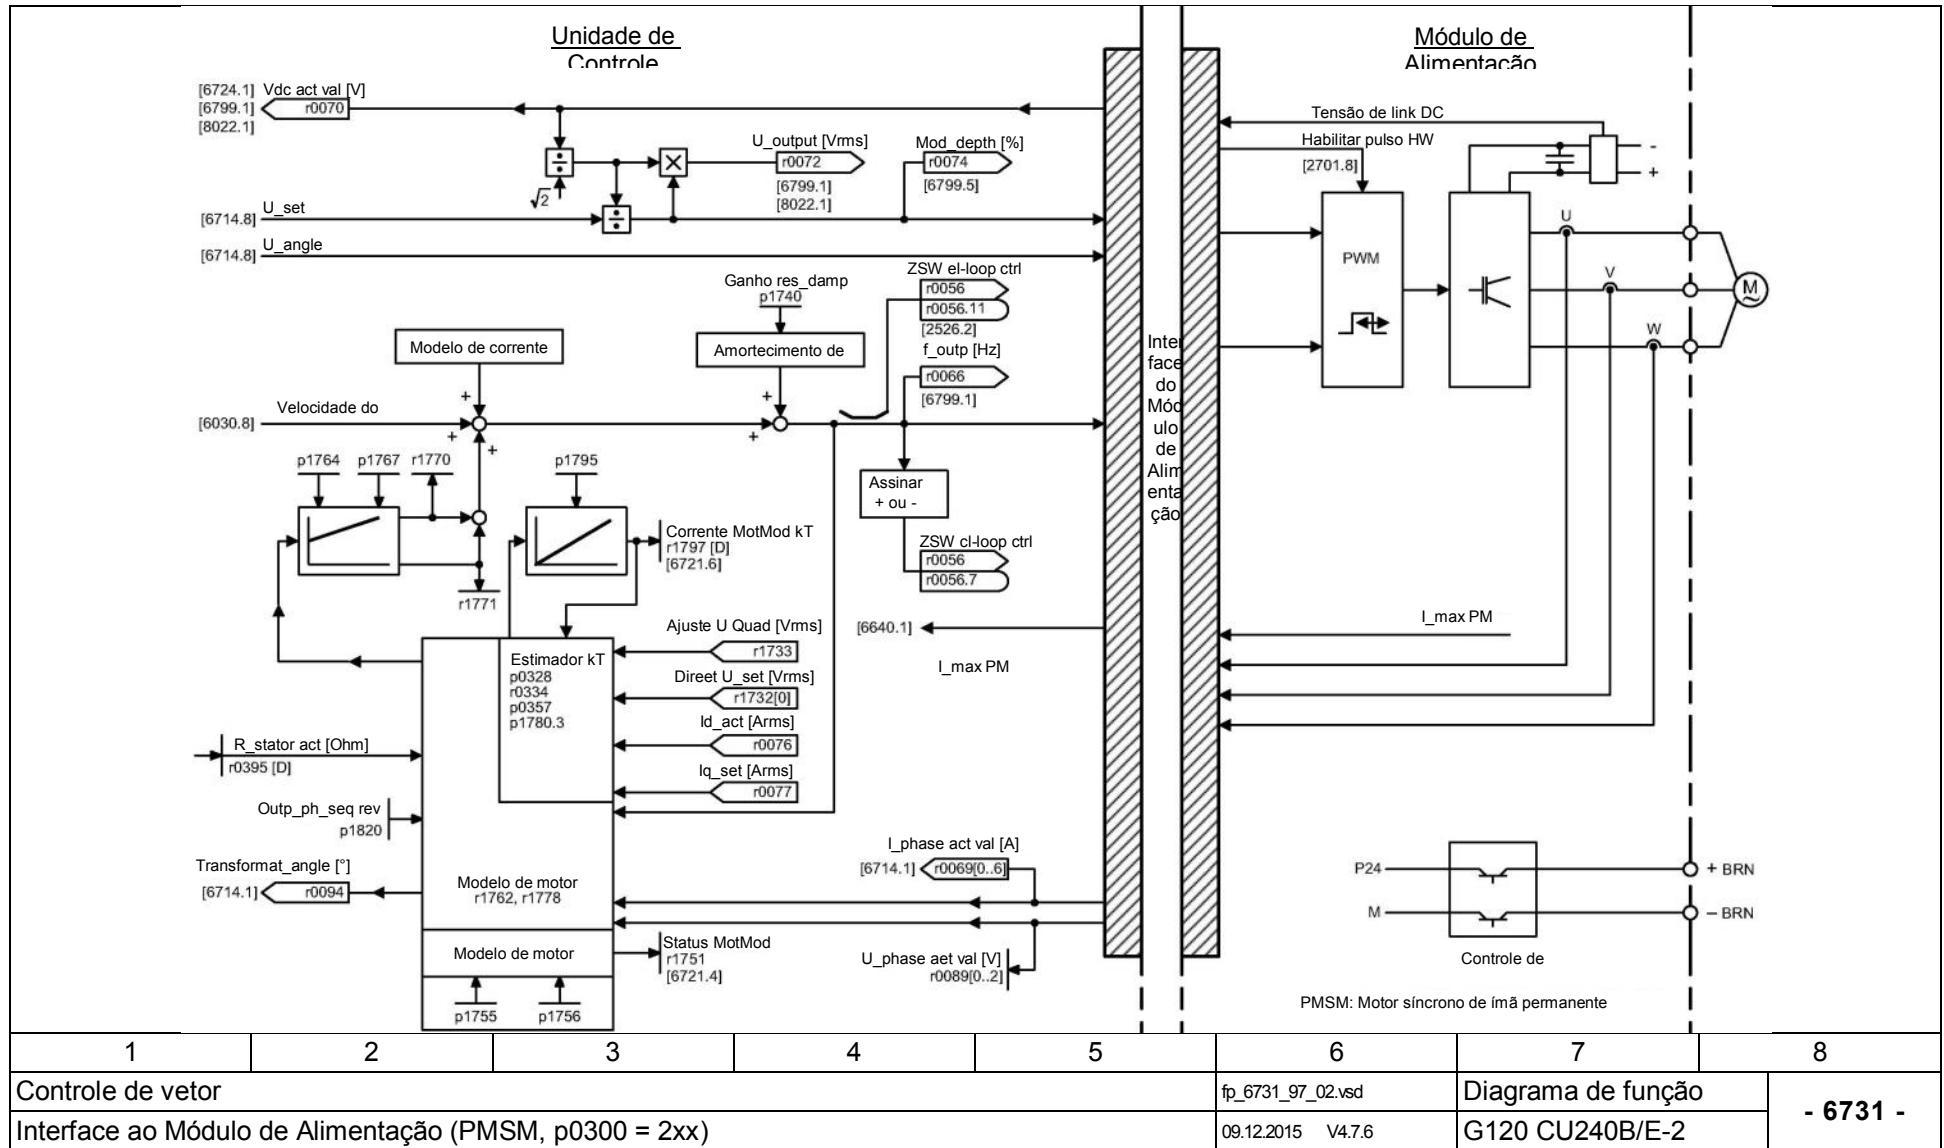 Unidade de
Controle
Módulo de
Alimentação
[6724.1]
[6799.1]
[8022.1]
Vdc act val [V]
r0070
U_output [Vrms]
r0072
[6799.1]
[8022.1]
Mod_depth [%]
r0074
[6799.5]
√2
[6714.8]
U_set
[6714.8]
U_angle
Tensão de link DC
Habilitar pulso HW
[2701.8]
-
+
PWM
U
V
W
M
~
Ganho res_damp
p1740
ZSW el-loop ctrl
r0056
r0056.11
[2526.2]
f_outp [Hz]
r0066
[6799.1]
Modelo de corrente
Amortecimento de
+
+
[6030.8]
Velocidade do
+
+
+
p1764
p1767
r1770
p1795
r1771
Corrente MotMod kT
r1797 [D]
[6721.6]
Assinar
+ ou -
ZSW cl-loop ctrl
r0056
r0056.7
Inter
face
do
Mód
ulo
de
Alim
enta
ção
[6640.1]
I_max PM
I_max PM
Ajuste U Quad [Vrms]
r1733
Direet U_set [Vrms]
r1732[0]
Id_act [Arms]
r0076
Iq_set [Arms]
r0077
Estimador kT
p0328
r0334
p0357
p1780.3
R_stator act [Ohm]
r0395 [D]
Outp_ph_seq rev
p1820
Transformat_angle [°]
[6714.1]
r0094
Modelo de motor
r1762, r1778
Modelo de motor
p1755
p1756
Status MotMod
r1751
[6721.4]
I_phase act val [A]
[6714.1]
r0069[0..6]
U_phase aet val [V]
r0089[0..2]
P24
M
+ BRN
– BRN
Controle de
PMSM: Motor síncrono de ímã permanente
1 2 3 4 5 6 7 8
Controle de vetor
fp_6731_97_02.vsd
Diagrama de função
- 6731 -
Interface ao Módulo de Alimentação (PMSM, p0300 = 2xx)
09.12.2015 V4.7.6
G120 CU240B/E-2